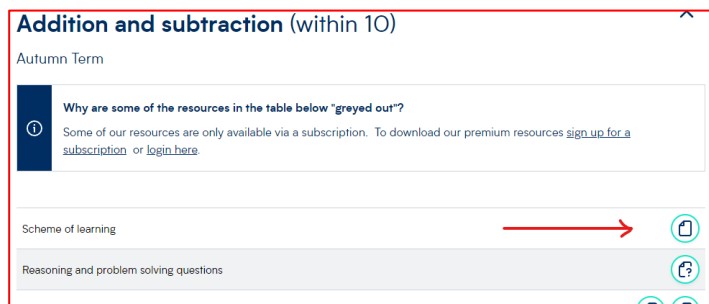 Addition and subtraction (within 10)
Autumn Term
Why are some of the resources in the table below "greyed out"?
Some of our resources are only available via a subscription. To download our premium resources sign up for a
subscription or login here.
Scheme of learning
Reasoning and problem solving questions